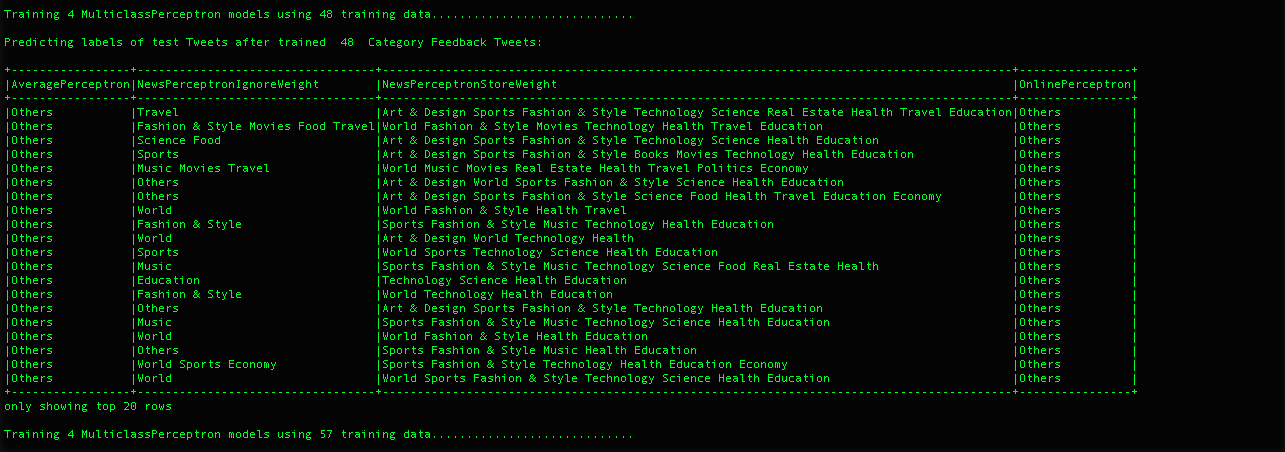 Training 4 MulticlassPerceptron models using 48 training data.............................
Predicting labels of test Tweets after trained  48  Category Feedback Tweets:
+-----------------+----------------------------------+------------------------------------------------------------------------------------------+----------------+
|AveragePerceptron|NewsPerceptronIgnoreWeight        |NewsPerceptronStoreWeight                                                                 |OnlinePerceptron|
+-----------------+----------------------------------+------------------------------------------------------------------------------------------+----------------+
|Others           |Travel                            |Art & Design Sports Fashion & Style Technology Science Real Estate Health Travel Education|Others          |
|Others           |Fashion & Style Movies Food Travel|World Fashion & Style Movies Technology Health Travel Education                           |Others          |
|Others           |Science Food                      |Art & Design Sports Fashion & Style Technology Science Health Education                   |Others          |
|Others           |Sports                            |Art & Design Sports Fashion & Style Books Movies Technology Health Education              |Others          |
|Others           |Music Movies Travel               |World Music Movies Real Estate Health Travel Politics Economy                             |Others          |
|Others           |Others                            |Art & Design World Sports Fashion & Style Science Health Education                        |Others          |
|Others           |Others                            |Art & Design Sports Fashion & Style Science Food Health Travel Education Economy          |Others          |
|Others           |World                             |World Fashion & Style Health Travel                                                       |Others          |
|Others           |Fashion & Style                   |Sports Fashion & Style Music Technology Health Education                                  |Others          |
|Others           |World                             |Art & Design World Technology Health                                                      |Others          |
|Others           |Sports                            |World Sports Technology Science Health Education                                          |Others          |
|Others           |Music                             |Sports Fashion & Style Music Technology Science Food Real Estate Health                   |Others          |
|Others           |Education                         |Technology Science Health Education                                                       |Others          |
|Others           |Fashion & Style                   |World Technology Health Education                                                         |Others          |
|Others           |Others                            |Art & Design Sports Fashion & Style Technology Health Education                           |Others          |
|Others           |Music                             |Sports Fashion & Style Music Technology Science Health Education                          |Others          |
|Others           |World                             |World Fashion & Style Health Education                                                    |Others          |
|Others           |Others                            |Sports Fashion & Style Music Health Education                                             |Others          |
|Others           |World Sports Economy              |Sports Fashion & Style Technology Health Education Economy                                |Others          |
|Others           |World                             |World Sports Fashion & Style Technology Science Health Education                          |Others          |
+-----------------+----------------------------------+------------------------------------------------------------------------------------------+----------------+
only showing top 20 rows
Training 4 MulticlassPerceptron models using 57 training data.............................